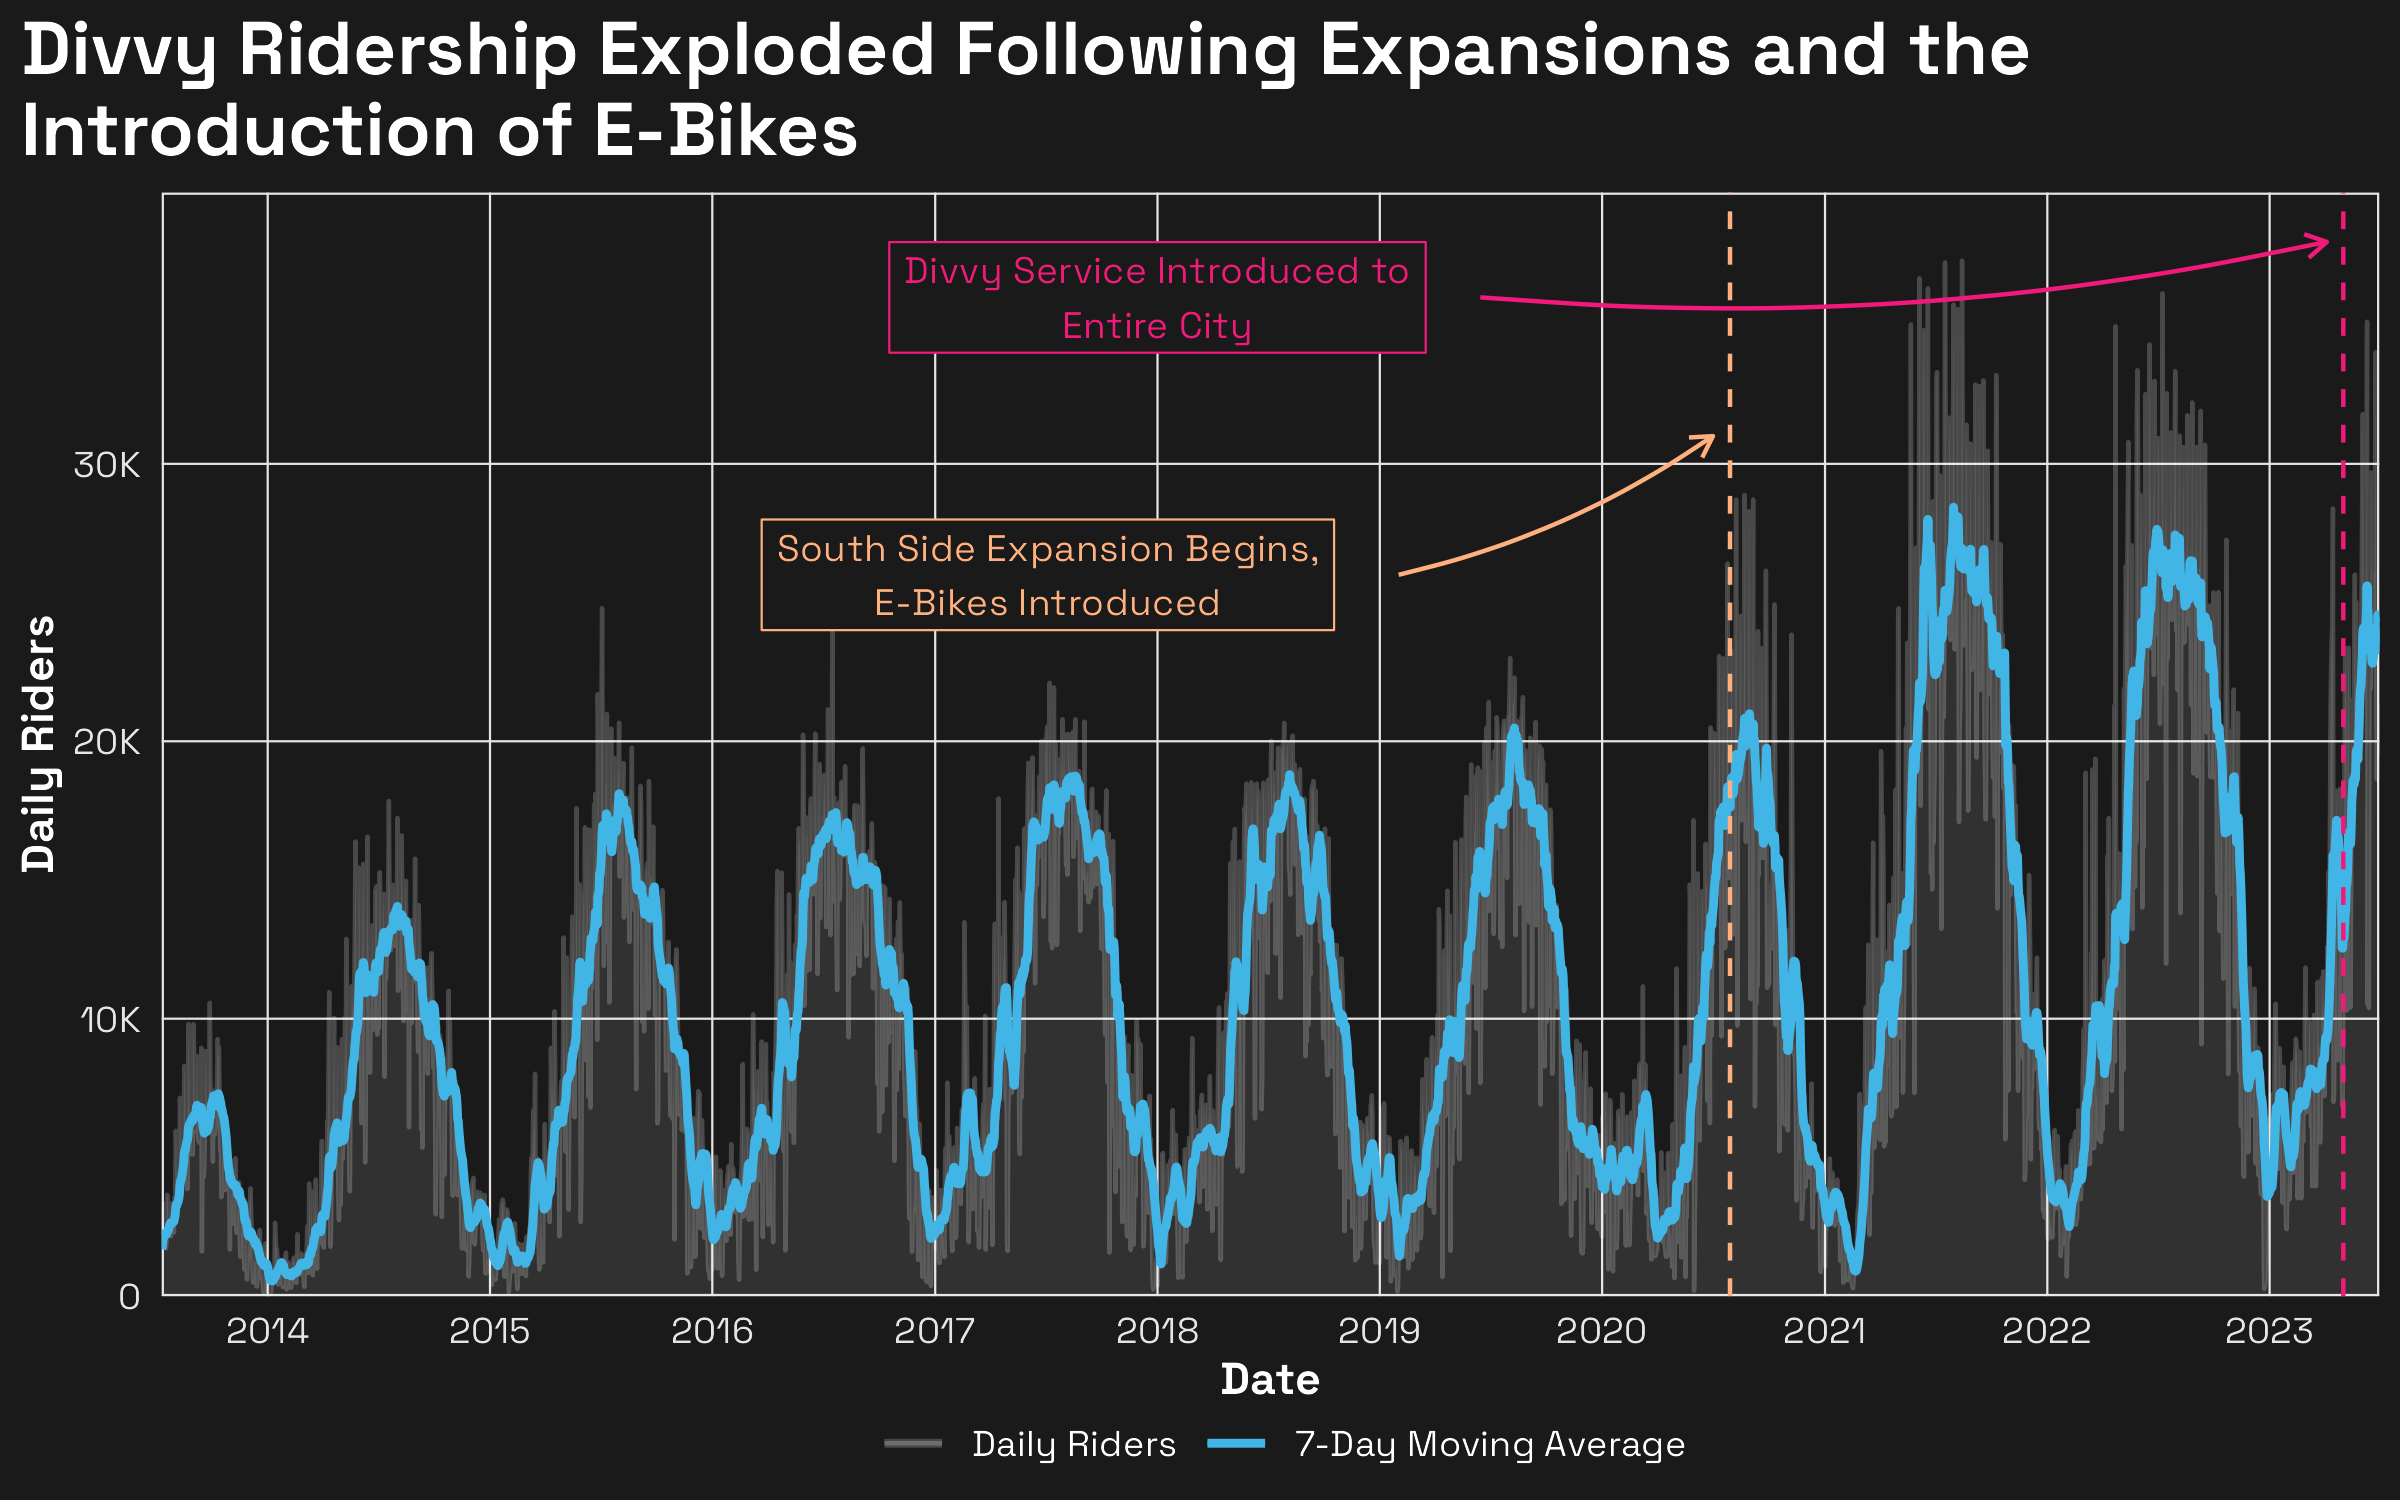 Divvy Ridership Exploded Following Expansions and the
Introduction of E-Bikes
Divvy Service Introduced to
Entire City
South Side Expansion Begins,
E-Bikes Introduced
Daily Riders
30K
20K
10K
0
2014 2015 2016 2017 2018 2019 2020 2021 2022 2023
Date
Daily Riders 7-Day Moving Average